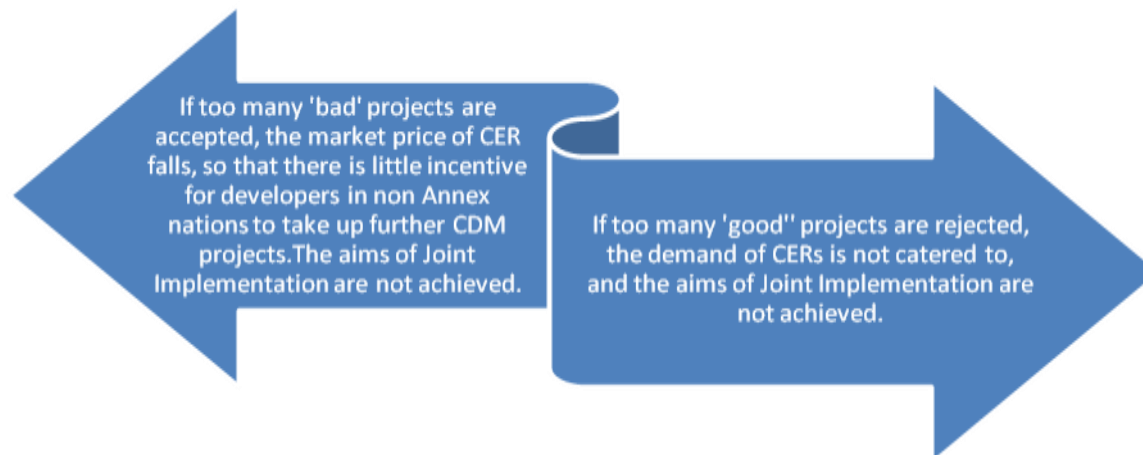 If too many 'bad' projects are
accepted, the market price of CER
falls, so that there is little incentive
for developers in non Annex
nations to take up further CDM
projects.The aims of Joint
Implementation are not achieved.
If too many 'good'' projects are rejected,
the demand of CERs is not catered to,
and the aims of Joint Implementation are
not achieved.